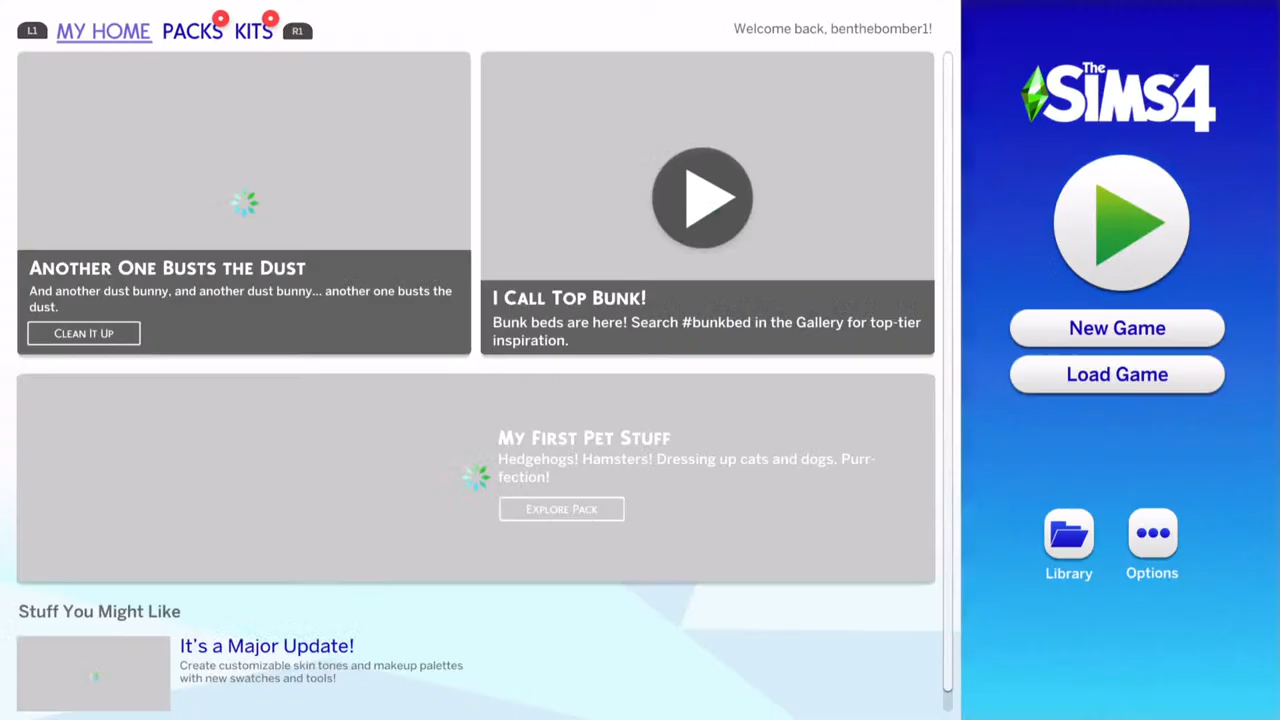 L1 MY HOME PACKS KITS R1
Welcome back, benthebomber1!
ANOTHER ONE BUSTS THE DUST
And another dust bunny, and another dust bunny... another one busts the
dust.
CLEAN IT UP
I CALL TOP BUNK!
Bunk beds are here! Search #bunkbed in the Gallery for top-tier
inspiration.
MY FIRST PET STUFF
Hedgehogs! Hamsters! Dressing up cats and dogs. Purr-
fection!
EXPLORE PACK
Stuff You Might Like
It's a Major Update!
Create customizable skin tones and makeup palettes
with new swatches and tools!
The SiMS4
New Game
Load Game
Library
Options